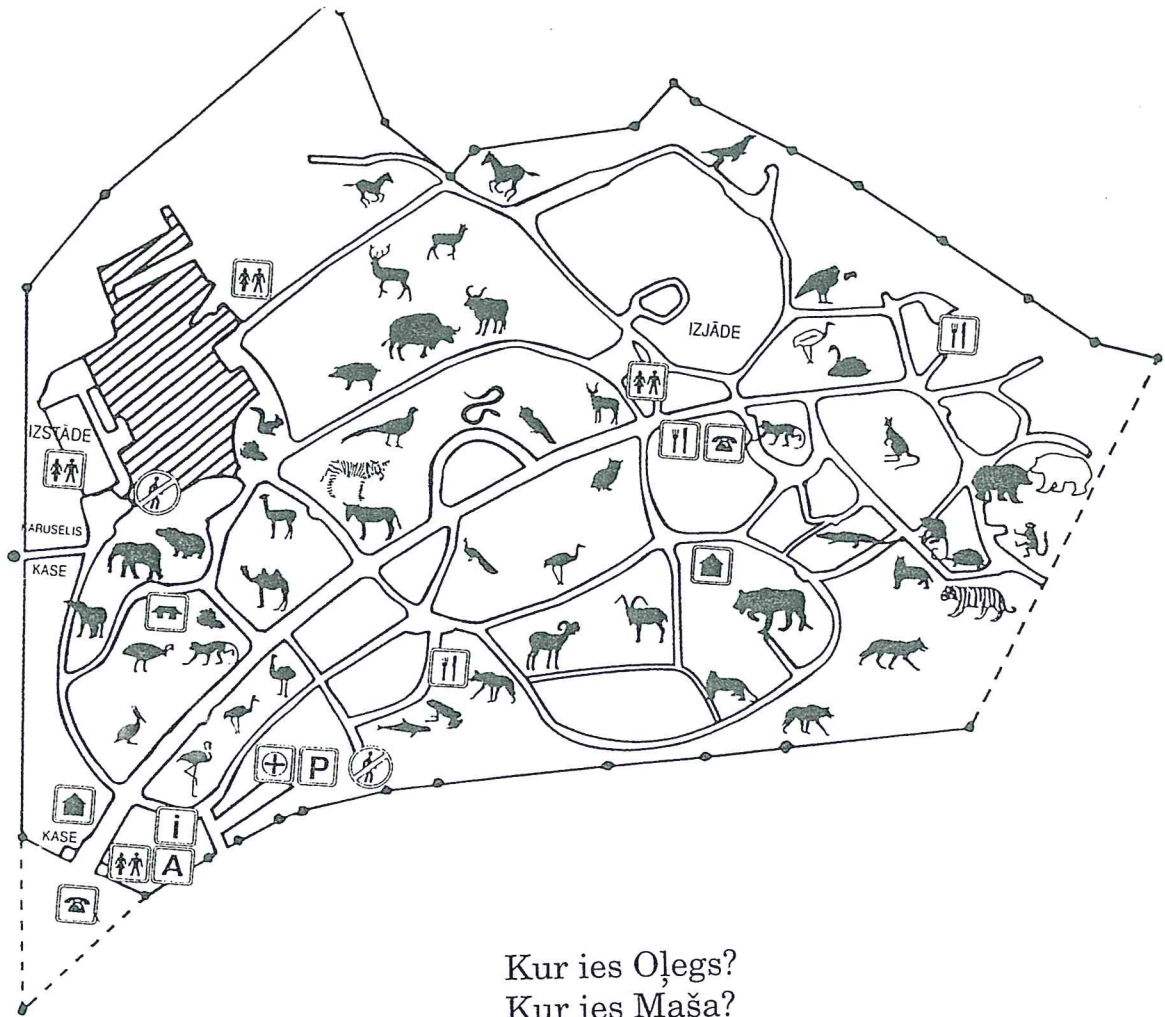 IZJĀDE
IZSTĀDE
KARUSELIS
KASE
P
i
KASE
A
Kur ies Oļegs?
Kur ies Maša?